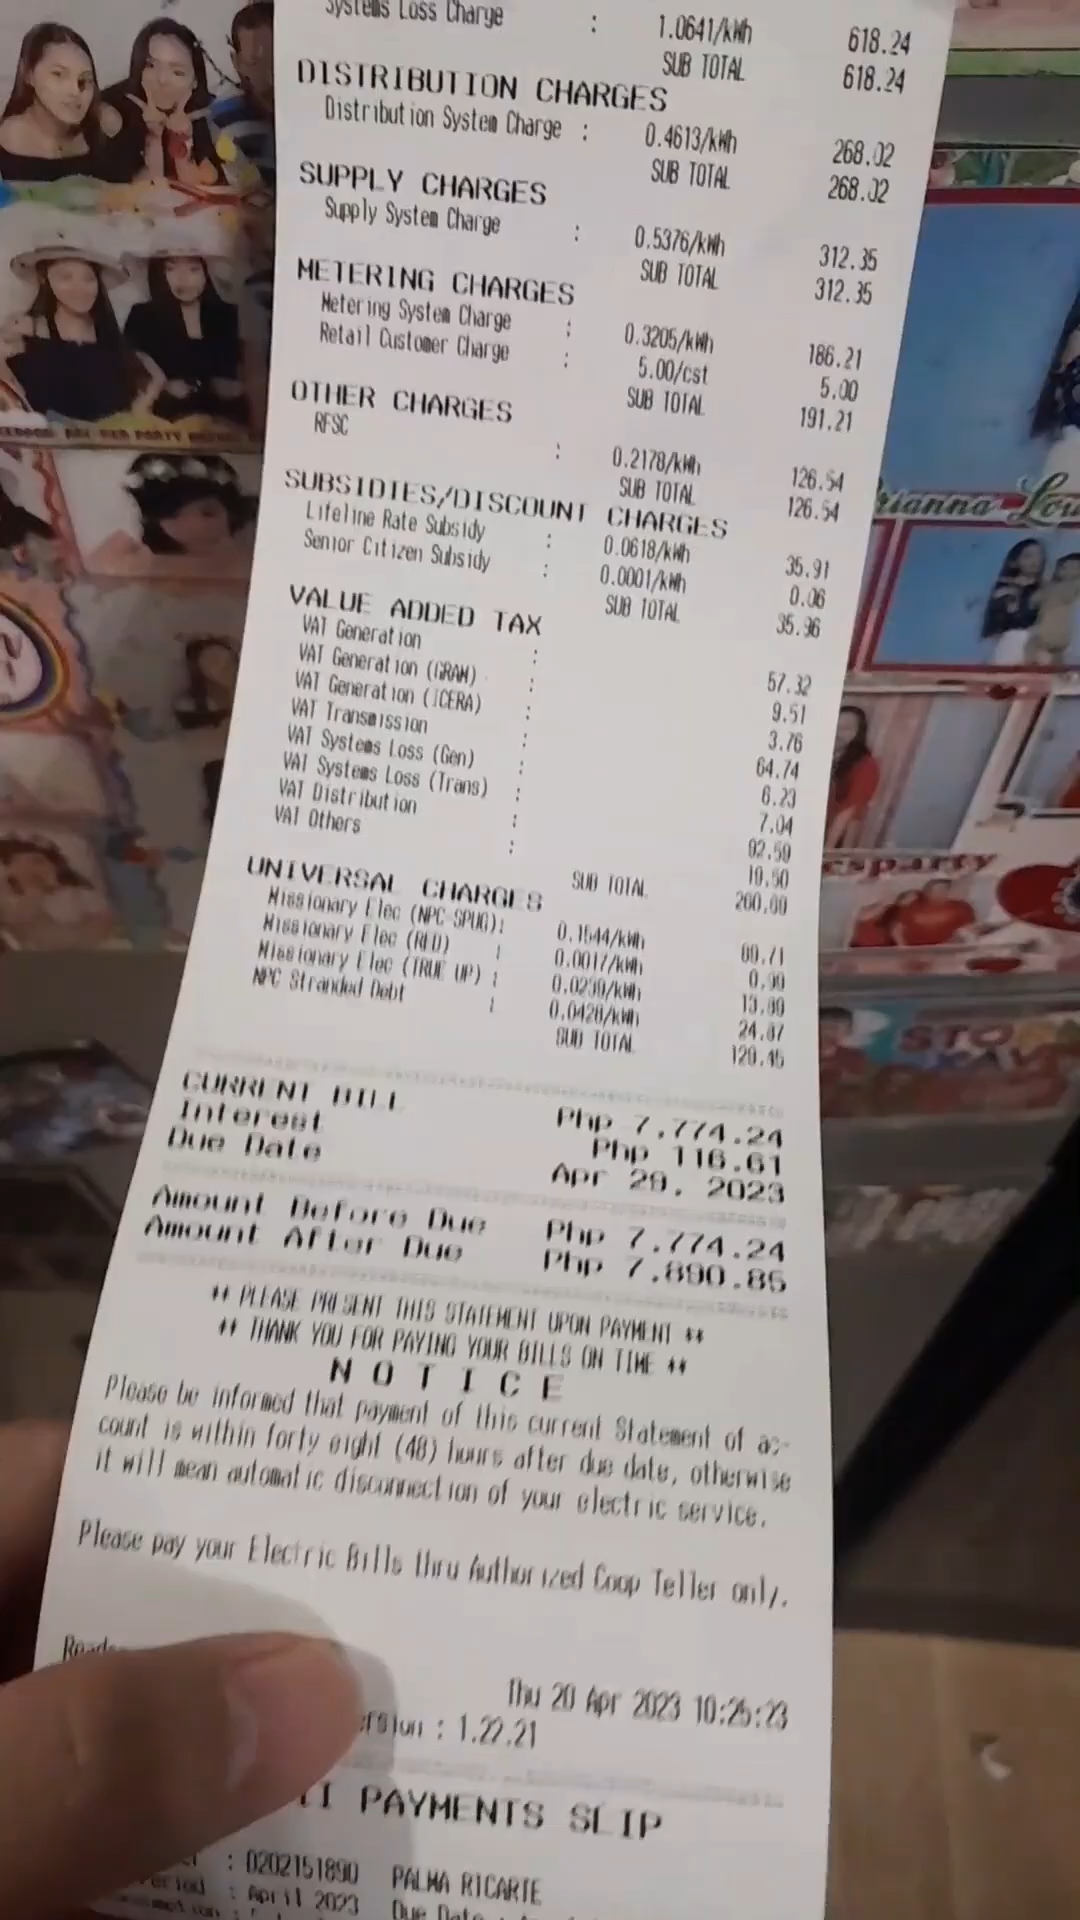 Systems Loss Charge : 1.0641/kWh 618.24
SUB TOTAL 618.24
DISTRIBUTION CHARGES
Distribution System Charge : 0.4613/kWh 268.02
SUB TOTAL 268.02
SUPPLY CHARGES
Supply System Charge : 0.5376/kWh 312.35
SUB TOTAL 312.35
METERING CHARGES
Metering System Charge : 0.3205/kWh 186.21
Retail Customer Charge : 5.00/cst 5.00
SUB TOTAL 191.21
OTHER CHARGES
RFSC : 0.2178/kWh 126.54
SUB TOTAL 126.54
SUBSIDIES/DISCOUNT CHARGES
Lifeline Rate Subsidy : 0.0618/kWh 35.91
Senior Citizen Subsidy : 0.0001/kWh 0.06
SUB TOTAL 35.96
VALUE ADDED TAX
VAT Generation : 57.32
VAT Generation (GRAM) : 9.51
VAT Generation (ICERA) : 3.76
VAT Transmission : 64.74
VAT Systems Loss (Gen) : 6.23
VAT Systems Loss (Trans) : 7.04
VAT Distribution : 92.50
VAT Others :
SUB TOTAL
UNIVERSAL CHARGES
Missionary Elec (NPC-SPUG): 0.1544/kWh
Missionary Elec (RED) : 0.0017/kWh 0.99
Missionary Elec (TRUE UP) : 0.0239/kWh
NPC Stranded Debt : 0.0428/kWh 24.87
SUB TOTAL 129.45
CURRENT BILL Php 7,774.24
Interest Php 116.61
Due Date Apr 29, 2023
Amount Before Due Php 7,774.24
Amount After Due Php 7,890.85
** PLEASE PRESENT THIS STATEMENT UPON PAYMENT **
** THANK YOU FOR PAYING YOUR BILLS ON TIME **
N O T I C E
Please be informed that payment of this current Statement of ac-
count is within forty eight (48) hours after due date, otherwise
it will mean automatic disconnection of your electric service.
Please pay your Electric Bills thru Authorized Coop Teller only.
Thu 20 Apr 2023 10:25:23
: 1.22.21
PAYMENTS SLIP
: 0202151890 PALMA RICARTE
: April 2023 Due Date
rianna Lou